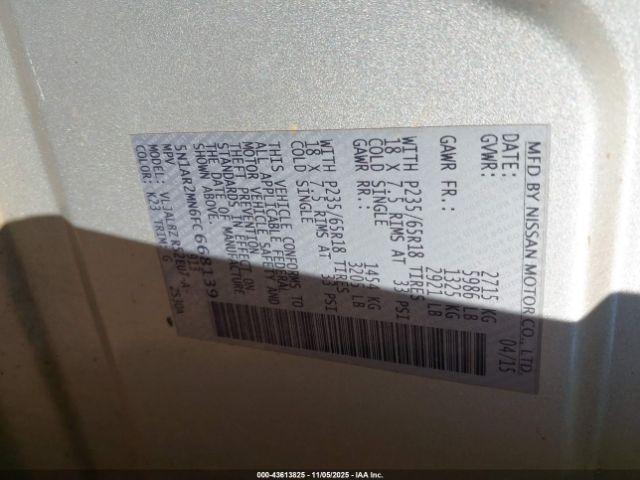 MFD BY NISSAN MOTOR CO., LTD.
DATE: 04/15
GVWR: 2715 KG
5986 LB
GAWR FR.: 1325 KG
2921 LB
WITH P235/65R18 TIRES
18 X 7.5 RIMS AT 33 PSI
COLD SINGLE
GAWR RR.: 1454 KG
3205 LB
WITH P235/65R18 TIRES
18 X 7.5 RIMS AT 33 PSI
COLD SINGLE
THIS VEHICLE CONFORMS TO
ALL APPLICABLE FEDERAL
MOTOR VEHICLE SAFETY AND
THEFT PREVENTION
STANDARDS IN EFFECT ON
THE DATE OF MANUFACTURE
SHOWN ABOVE.
5N1AR2MN6FC668139
MPV
MODEL:
COLOR: K23 TRIM: G
000-43613825 - 11/05/2025 - IAA Inc.